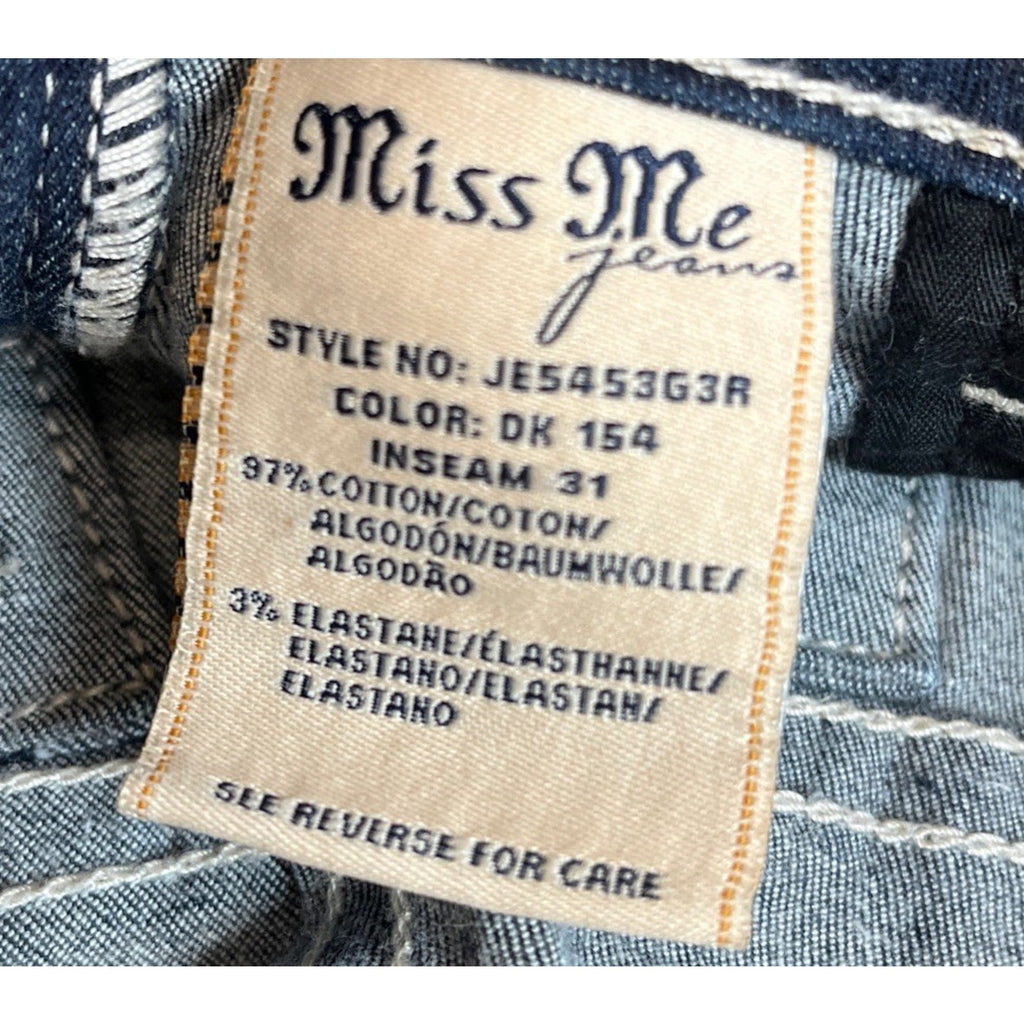 Miss Me
jeans
STYLE NO: JE5453G3R
COLOR: DK 154
INSEAM 31
97% COTTON/COTON/
ALGODÓN/BAUMWOLLE/
ALGODÃO
3% ELASTANE/ÉLASTHANNE/
ELASTANO/ELASTAN/
ELASTANO
SEE REVERSE FOR CARE